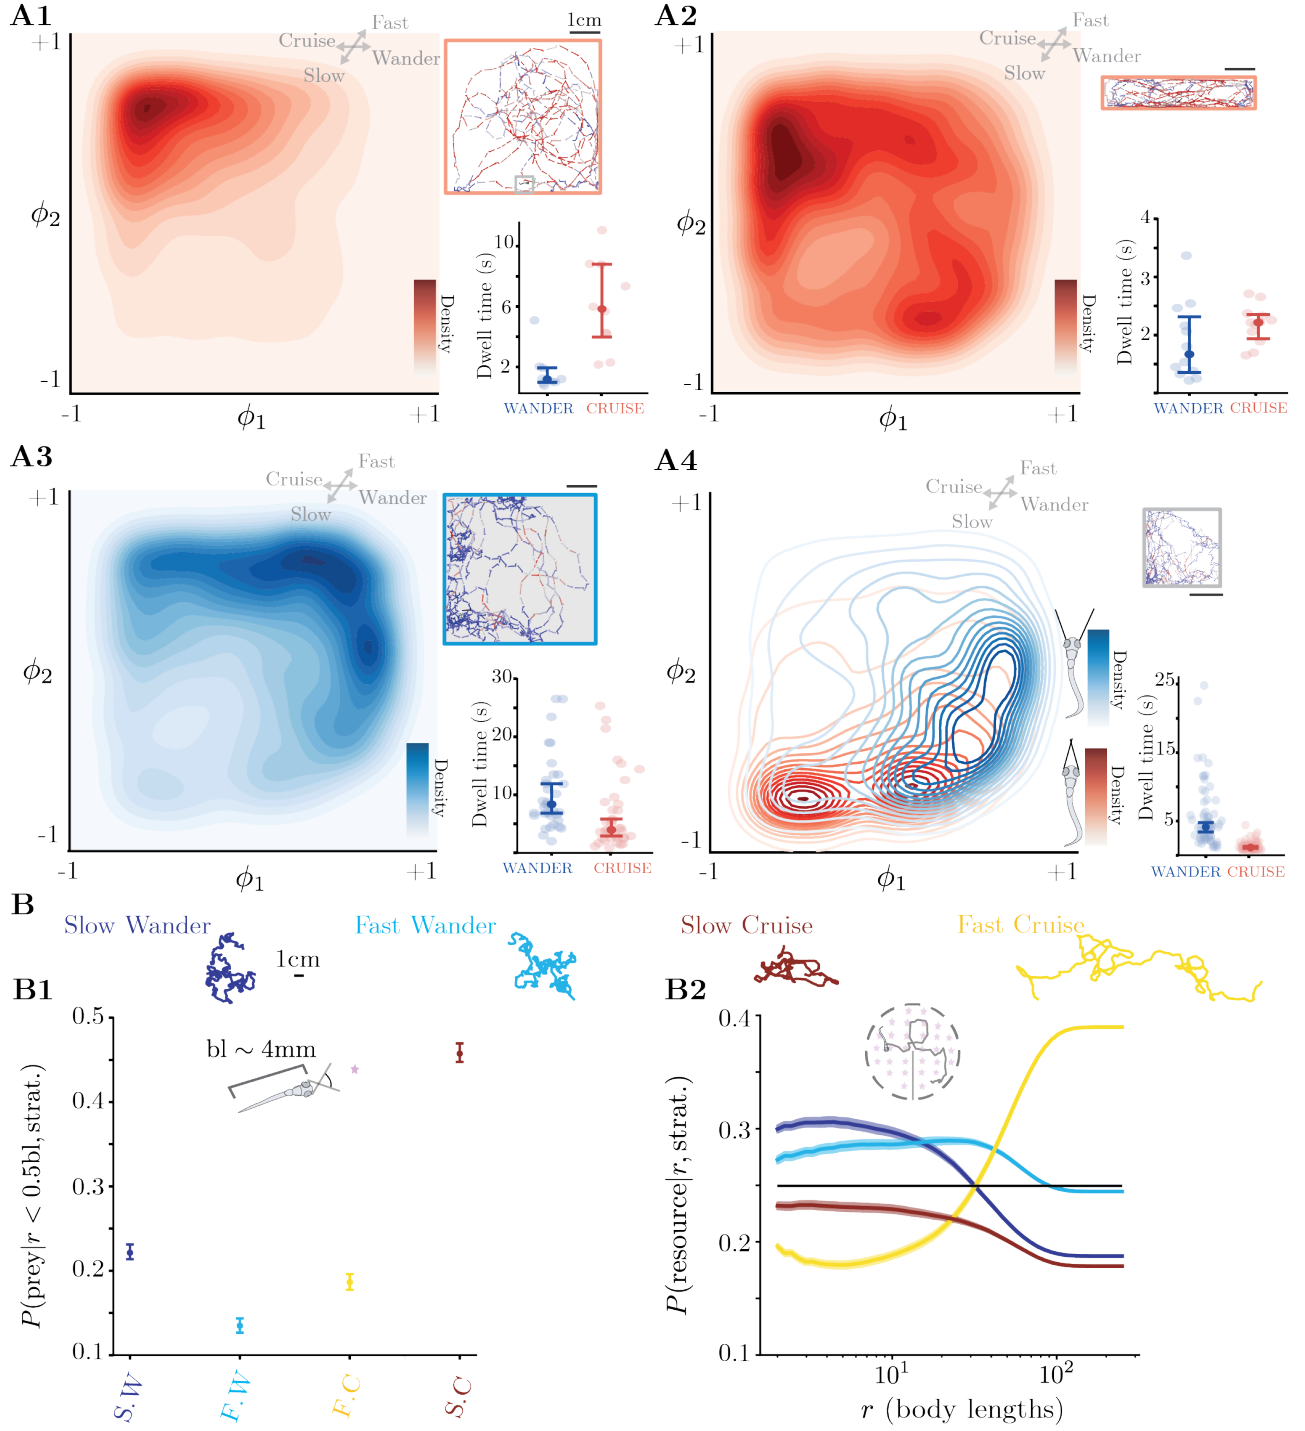 A1
+1
Cruise
Fast
Wander
Slow
1cm
ϕ2
Density
-1
-1
ϕ1
+1
Dwell time (s)
10
6
2
WANDER
CRUISE
A2
+1
Cruise
Fast
Wander
Slow
ϕ2
Density
-1
-1
ϕ1
+1
Dwell time (s)
4
3
2
WANDER
CRUISE
A3
+1
Cruise
Fast
Wander
Slow
ϕ2
Density
-1
-1
ϕ1
+1
Dwell time (s)
30
20
10
WANDER
CRUISE
A4
+1
Cruise
Fast
Wander
Slow
ϕ2
Density
Density
-1
-1
ϕ1
+1
Dwell time (s)
25
15
5
WANDER
CRUISE
B
Slow Wander
1cm
Fast Wander
Slow Cruise
Fast Cruise
B1
0.5
0.4
0.3
0.2
0.1
P(prey|r < 0.5bl, strat.)
bl ∼ 4mm
S.W
F.W
F.C
S.C
B2
0.4
0.3
0.2
0.1
P(resource|r, strat.)
10^1
10^2
r (body lengths)